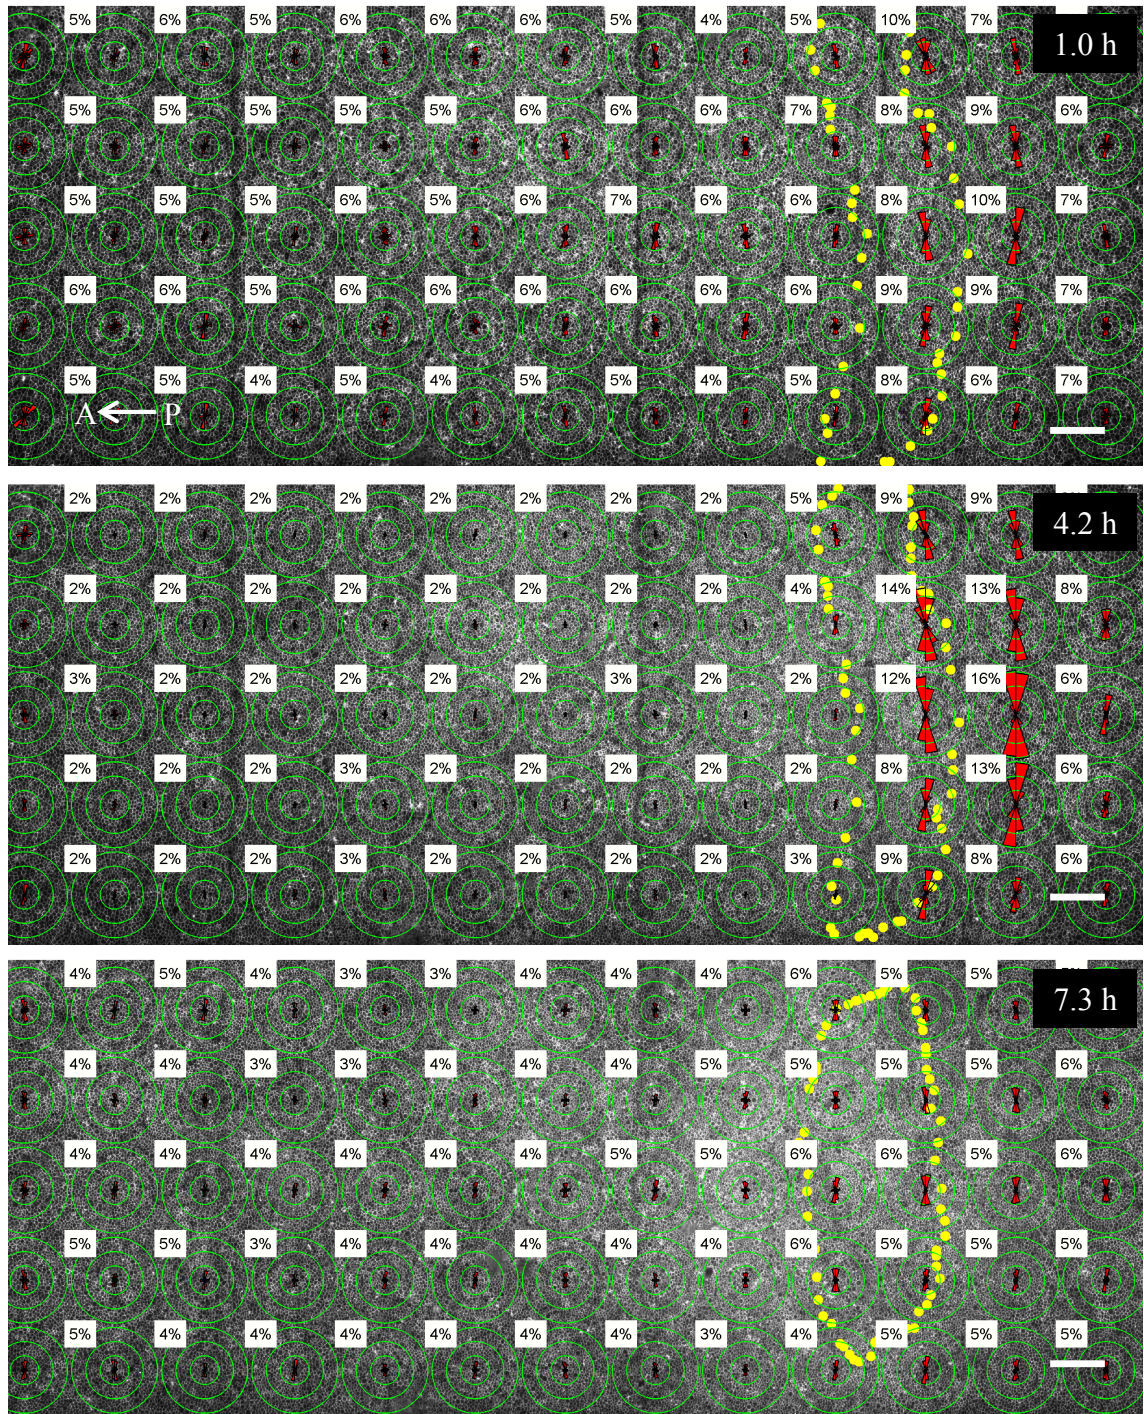 5% 6% 5% 6% 6% 6% 5% 4% 5% 10% 7% 1.0 h
5% 5% 5% 5% 5% 6% 6% 6% 7% 8% 9% 6%
5% 5% 5% 6% 5% 6% 7% 6% 6% 8% 10% 7%
6% 6% 5% 6% 6% 6% 6% 6% 6% 9% 9% 7%
5% 5% 4% 5% 4% 5% 5% 4% 5% 8% 6% 7%
A P
2% 2% 2% 2% 2% 2% 2% 2% 5% 9% 9% 4.2 h
2% 2% 2% 2% 2% 2% 2% 2% 4% 14% 13% 8%
3% 2% 2% 2% 2% 2% 3% 2% 2% 12% 16% 6%
2% 2% 2% 3% 2% 2% 2% 2% 2% 8% 13% 6%
2% 2% 2% 3% 2% 2% 2% 2% 3% 9% 8% 6%
4% 5% 4% 3% 3% 4% 4% 4% 6% 5% 5% 7.3 h
4% 4% 3% 3% 4% 4% 4% 5% 5% 5% 5% 6%
4% 4% 4% 4% 4% 4% 5% 5% 6% 6% 5% 6%
5% 5% 3% 4% 4% 4% 4% 4% 6% 5% 5% 5%
5% 4% 4% 4% 4% 4% 4% 3% 4% 5% 5% 5%